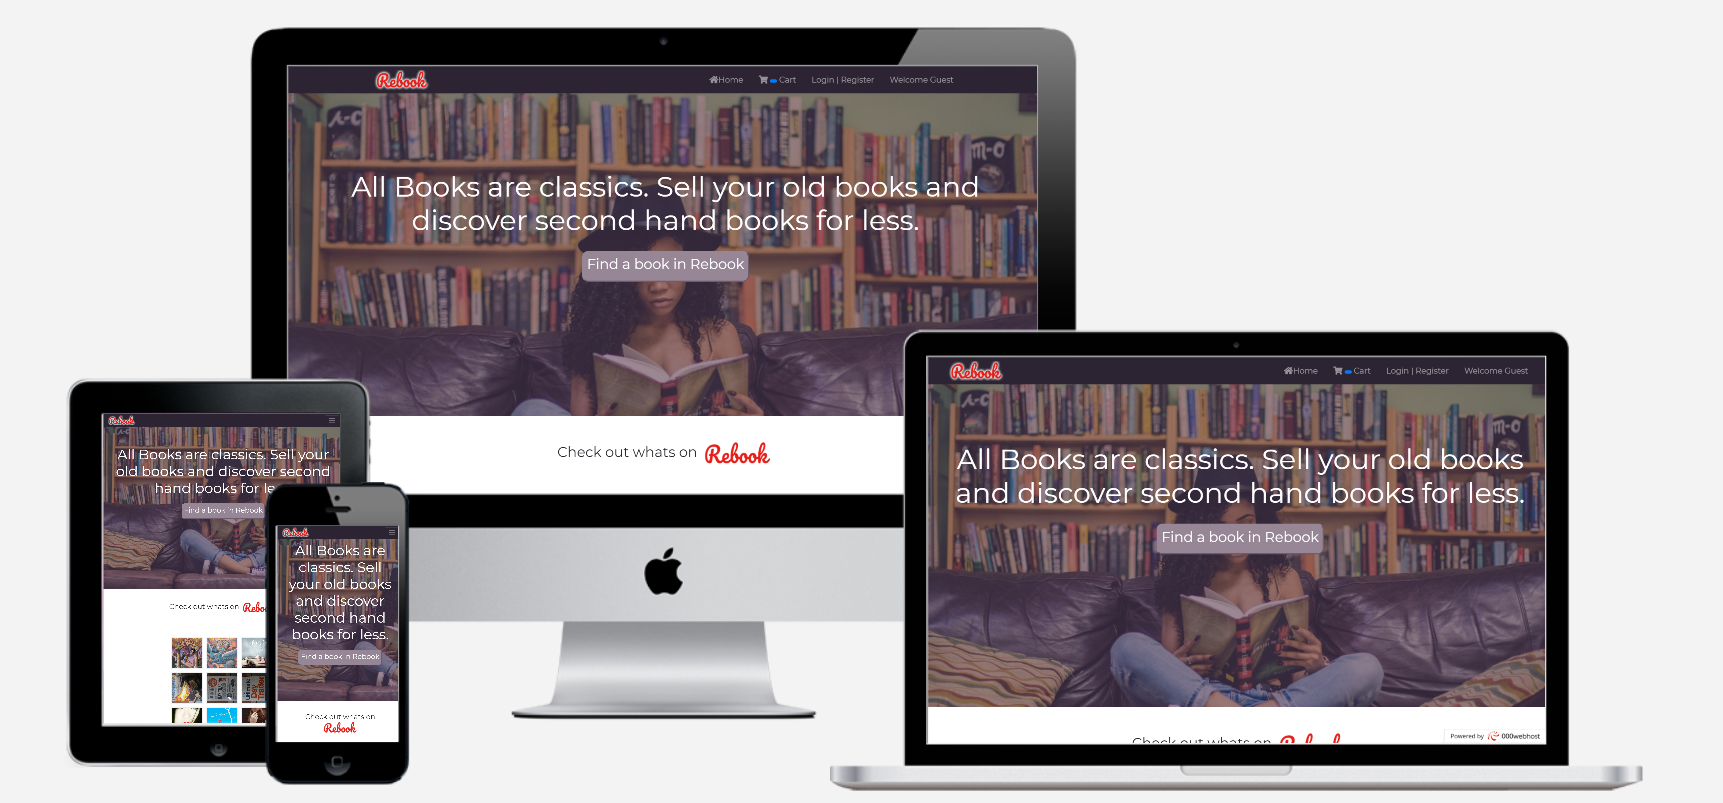 Rebook
Home Cart Login | Register Welcome Guest
A-C
m-o
All Books are classics. Sell your old books and
discover second hand books for less.
Find a book in Rebook
Check out whats on Rebook
Rebook
Home Cart Login | Register Welcome Guest
A-C
m-o
All Books are classics. Sell your old books
and discover second hand books for less.
Find a book in Rebook
Check out whats on Rebook
Powered by 000webhost
Rebook
All Books are classics. Sell your
old books and discover second
hand books for le
Find a book in Rebook
Check out whats on Rebo
Rebook
All Books are
classics. Sell
your old books
and discover
second hand
books for less.
Find a book in Rebook
Check out whats on
Rebook